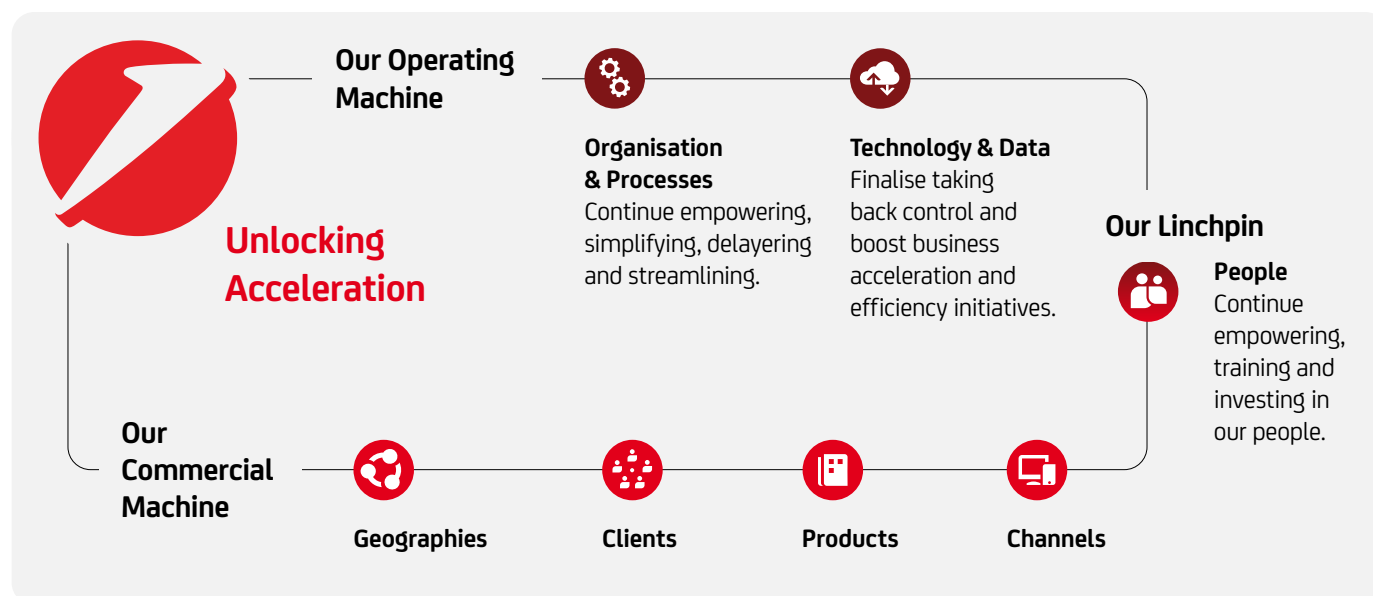 Our Operating
Machine
Organisation
& Processes
Continue empowering,
simplifying, delayering
and streamlining.
Technology & Data
Finalise taking
back control and
boost business
acceleration and
efficiency initiatives.
Unlocking
Acceleration
Our Linchpin
People
Continue
empowering,
training and
investing in
our people.
Our
Commercial
Machine
Geographies
Clients
Products
Channels